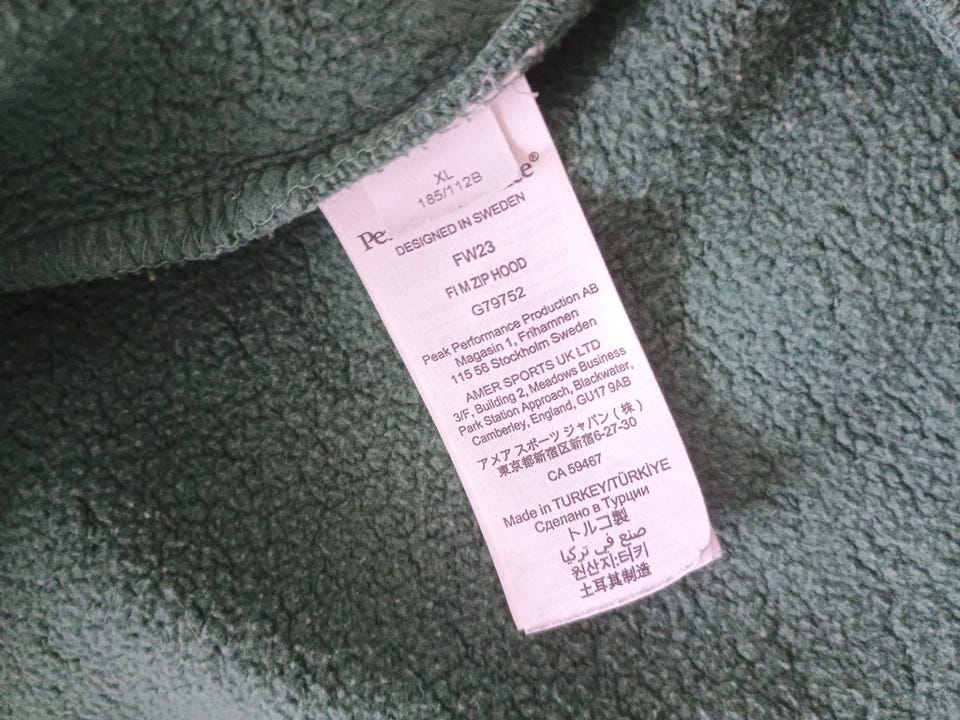 XL
185/112B
Pe ce®
DESIGNED IN SWEDEN
FW23
FI M ZIP HOOD
G79752
Peak Performance Production AB
Magasin 1, Frihamnen
115 56 Stockholm Sweden
AMER SPORTS UK LTD
3/F, Building 2, Meadows Business
Park Station Approach, Blackwater,
Camberley, England, GU17 9AB
アメア スポーツ ジャパン（株）
東京都新宿区新宿6-27-30
CA 59467
Made in TURKEY/TÜRKİYE
Сделано в Турции
トルコ製
صنع في تركيا
원산지:터키
土耳其制造